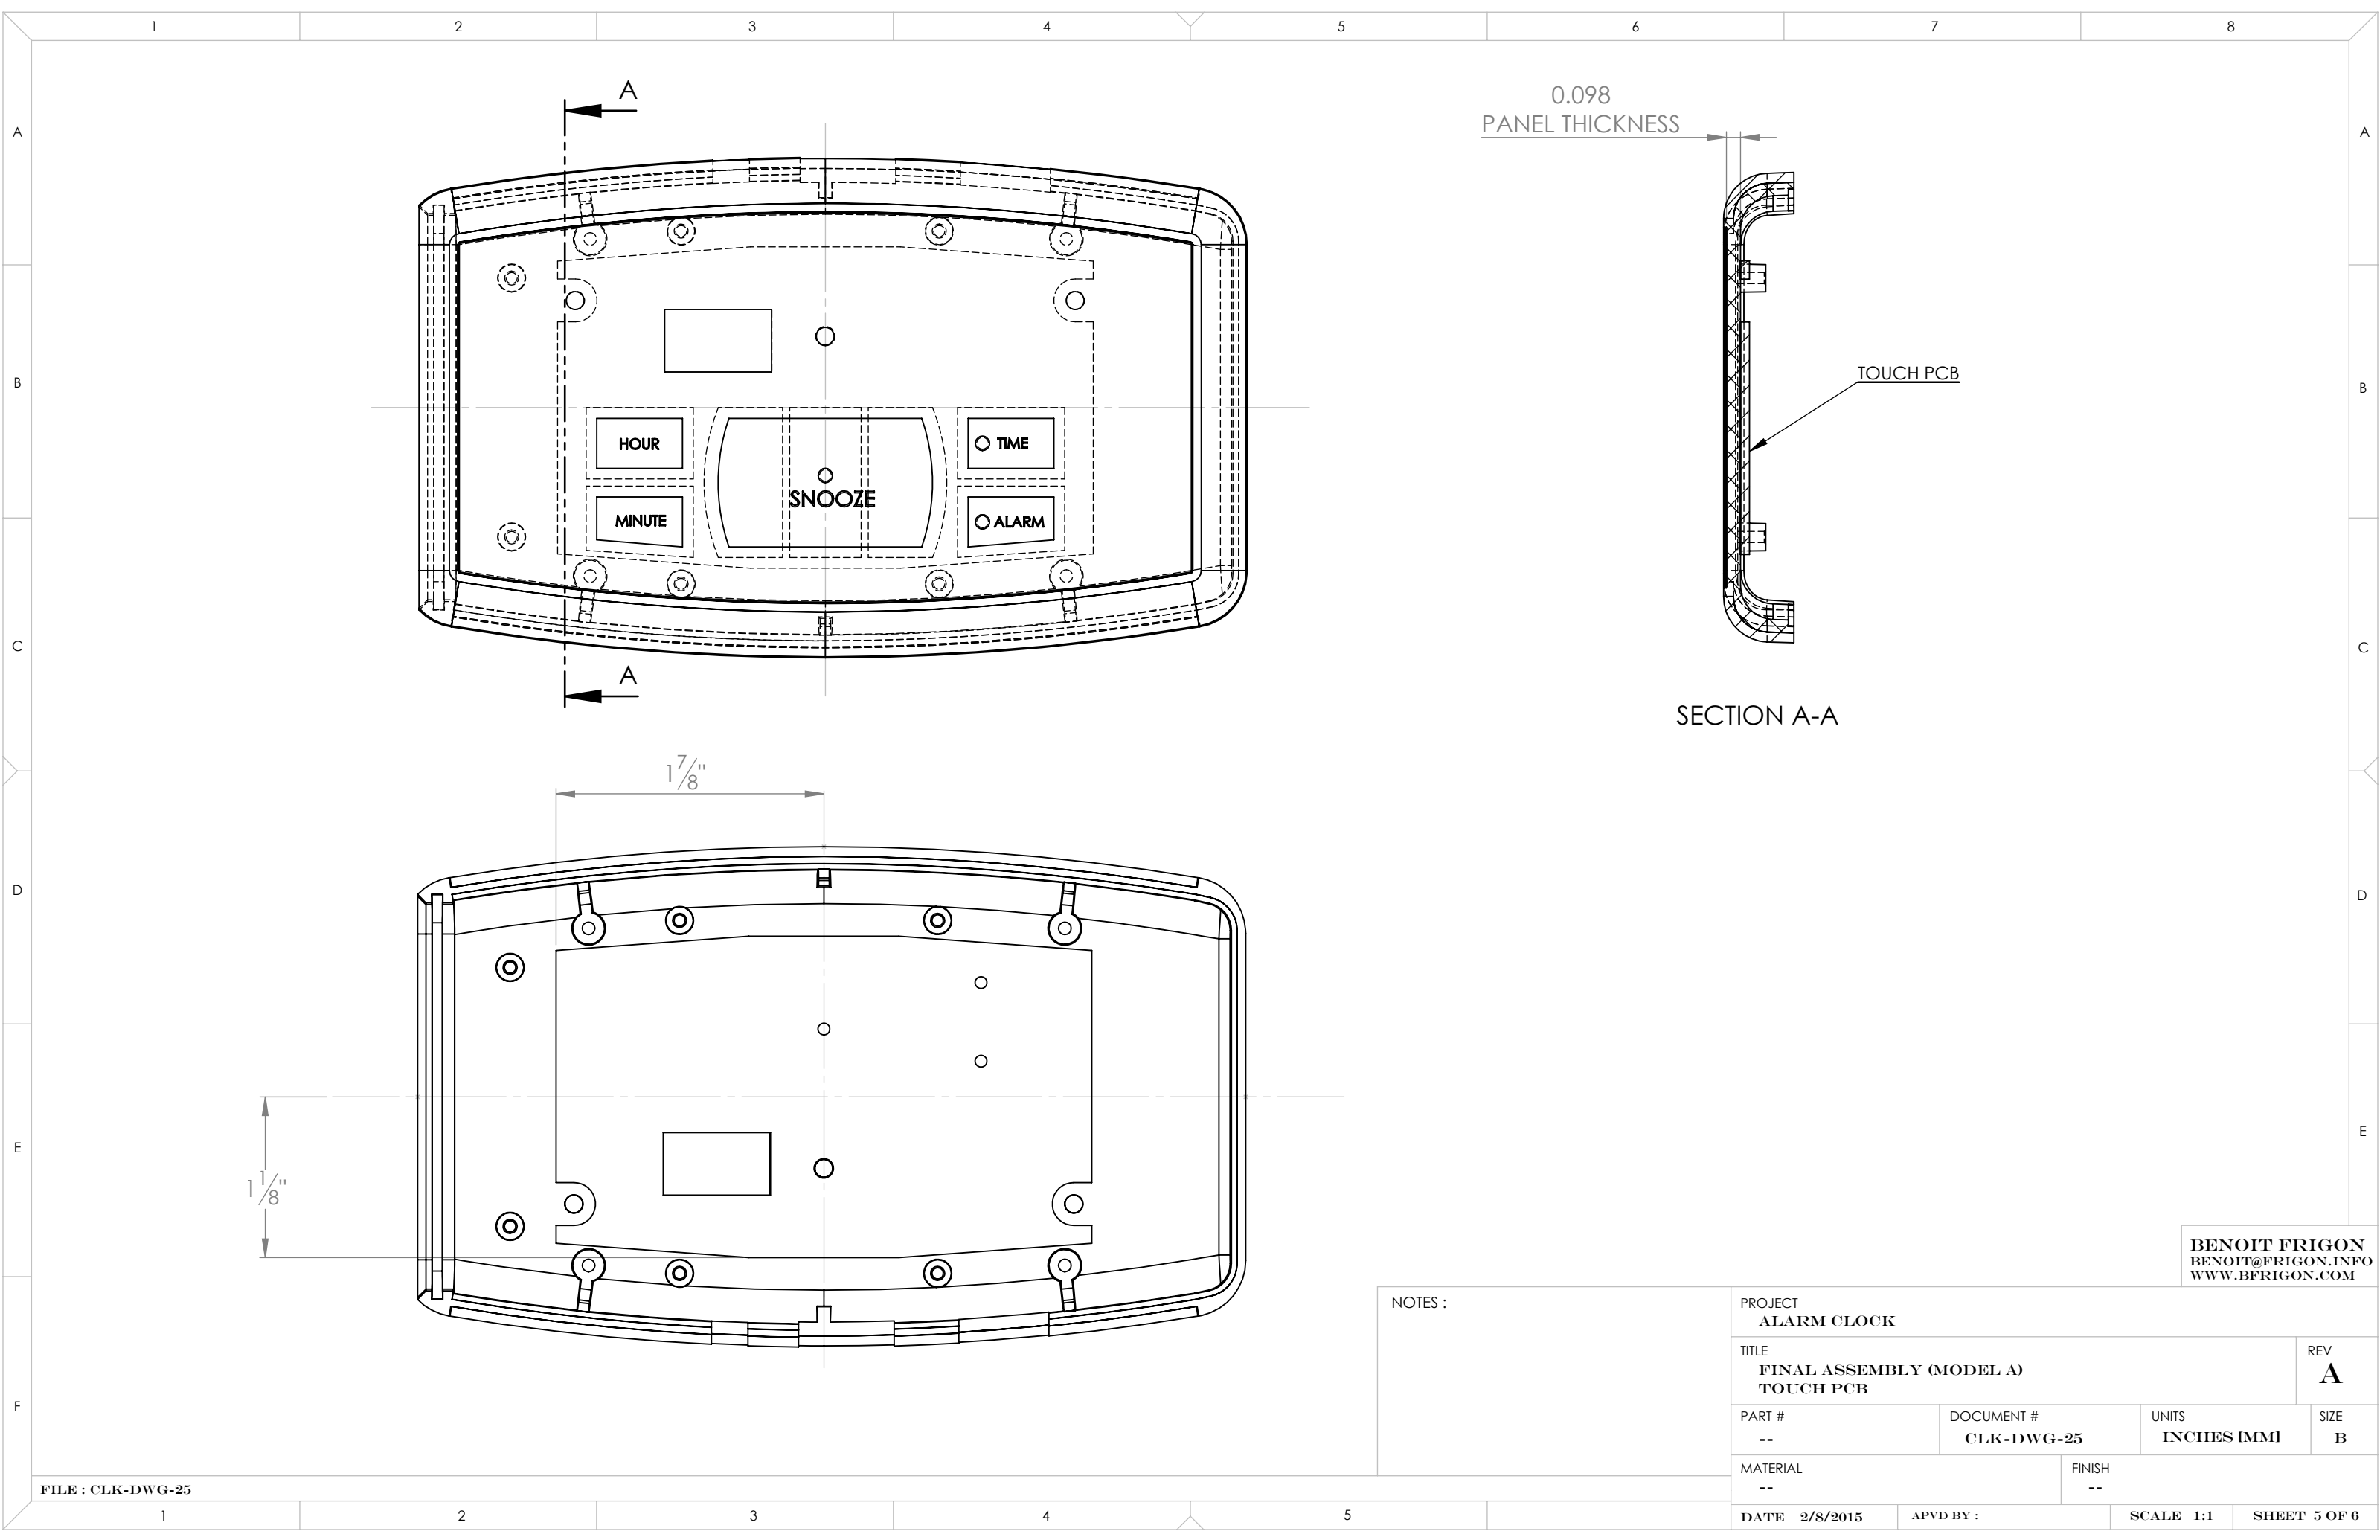 1 2 3 4 5 6 7 8
A
A
A
0.098
PANEL THICKNESS
A
B
B
TOUCH PCB
HOUR
TIME
SNOOZE
MINUTE
ALARM
C
C
A
SECTION A-A
1 7/8"
D
D
E
E
1 1/8"
BENOIT FRIGON
BENOIT@FRIGON.INFO
WWW.BFRIGON.COM
NOTES :
PROJECT
ALARM CLOCK
TITLE
FINAL ASSEMBLY (MODEL A)
TOUCH PCB
REV
A
F
PART #
--
DOCUMENT #
CLK-DWG-25
UNITS
INCHES [MM]
SIZE
B
MATERIAL
--
FINISH
--
FILE : CLK-DWG-25
1 2 3 4 5
DATE 2/8/2015
APVD BY :
SCALE 1:1
SHEET 5 OF 6